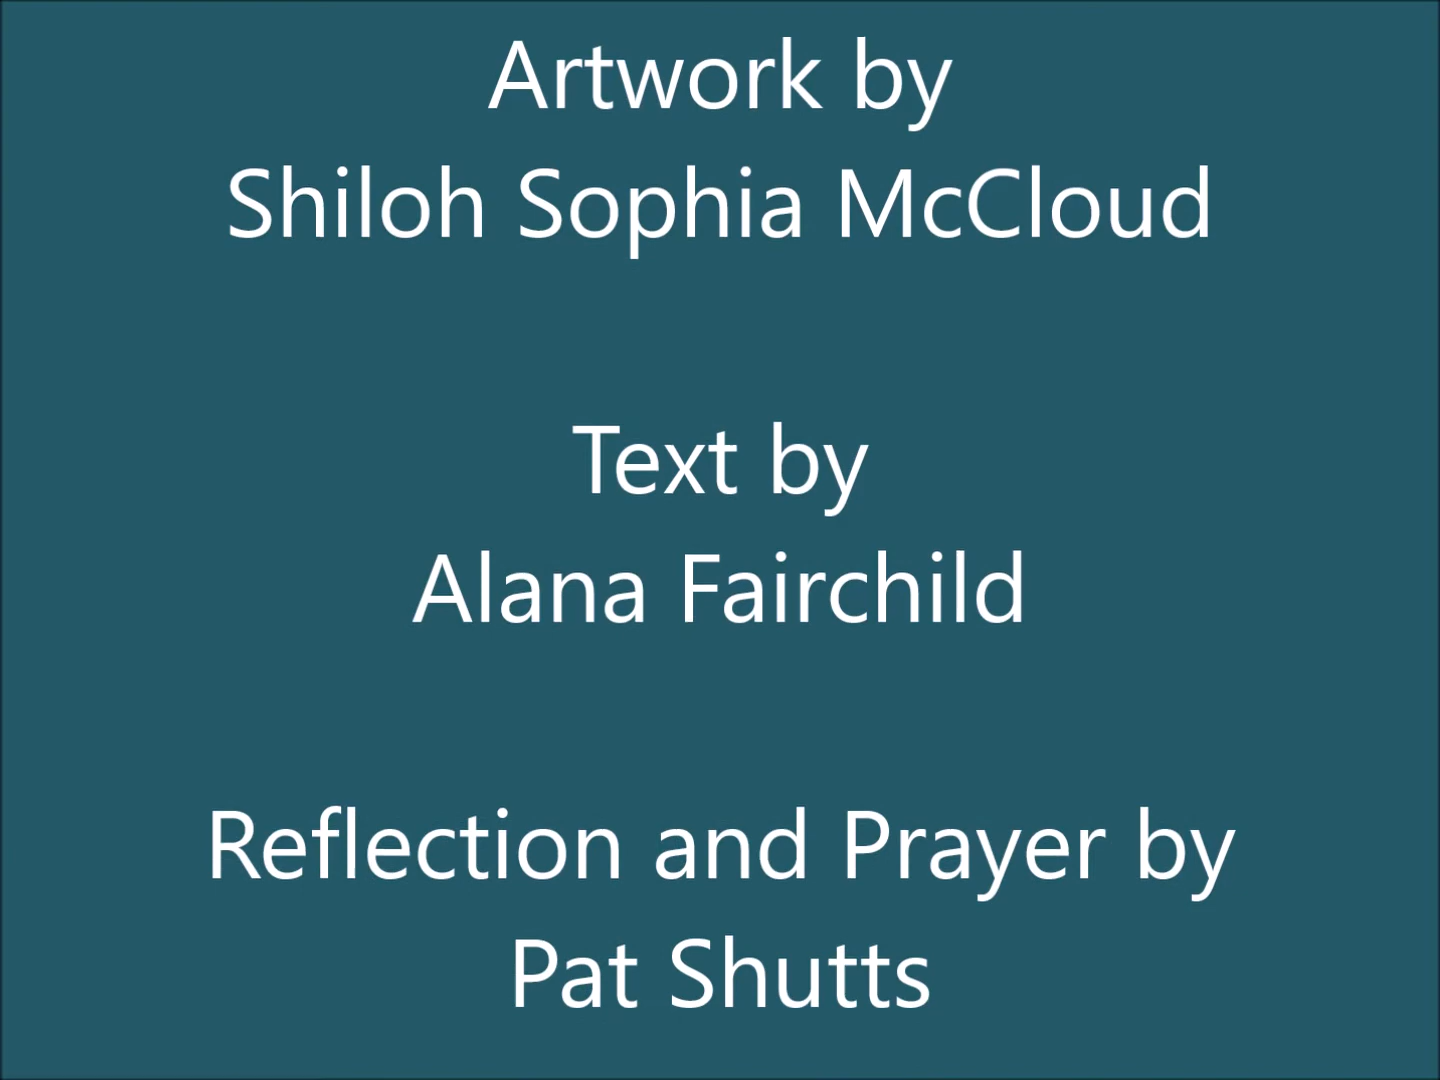 Artwork by
Shiloh Sophia McCloud
Text by
Alana Fairchild
Reflection and Prayer by
Pat Shutts